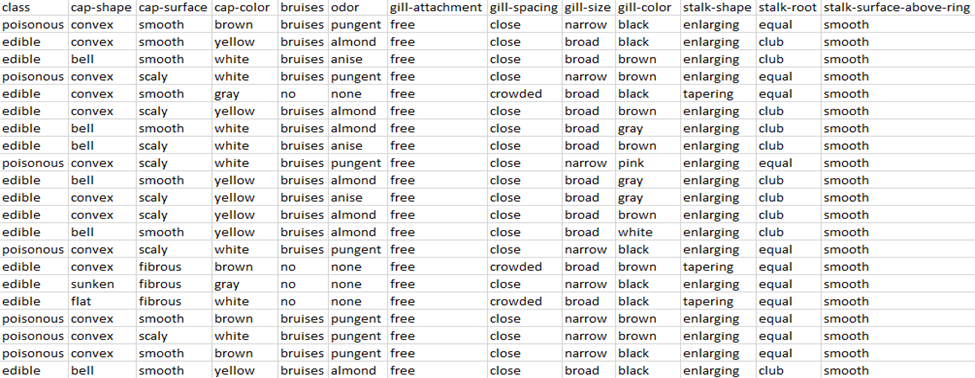 class cap-shape cap-surface cap-color bruises odor gill-attachment gill-spacing gill-size gill-color stalk-shape stalk-root stalk-surface-above-ring
poisonous convex smooth brown bruises pungent free close narrow black enlarging equal smooth
edible convex smooth yellow bruises almond free close broad black enlarging club smooth
edible bell smooth white bruises anise free close broad brown enlarging club smooth
poisonous convex scaly white bruises pungent free close narrow brown enlarging equal smooth
edible convex smooth gray no none free crowded broad black tapering equal smooth
edible convex scaly yellow bruises almond free close broad brown enlarging club smooth
edible bell smooth white bruises almond free close broad gray enlarging club smooth
edible bell scaly white bruises anise free close broad brown enlarging club smooth
poisonous convex scaly white bruises pungent free close narrow pink enlarging equal smooth
edible bell smooth yellow bruises almond free close broad gray enlarging club smooth
edible convex scaly yellow bruises anise free close broad gray enlarging club smooth
edible convex scaly yellow bruises almond free close broad brown enlarging club smooth
edible bell smooth yellow bruises almond free close broad white enlarging club smooth
poisonous convex scaly white bruises pungent free close narrow black enlarging equal smooth
edible convex fibrous brown no none free crowded broad brown tapering equal smooth
edible sunken fibrous gray no none free close narrow black enlarging equal smooth
edible flat fibrous white no none free crowded broad black tapering equal smooth
poisonous convex smooth brown bruises pungent free close narrow brown enlarging equal smooth
poisonous convex scaly white bruises pungent free close narrow brown enlarging equal smooth
poisonous convex smooth brown bruises pungent free close narrow black enlarging equal smooth
edible bell smooth yellow bruises almond free close broad black enlarging club smooth